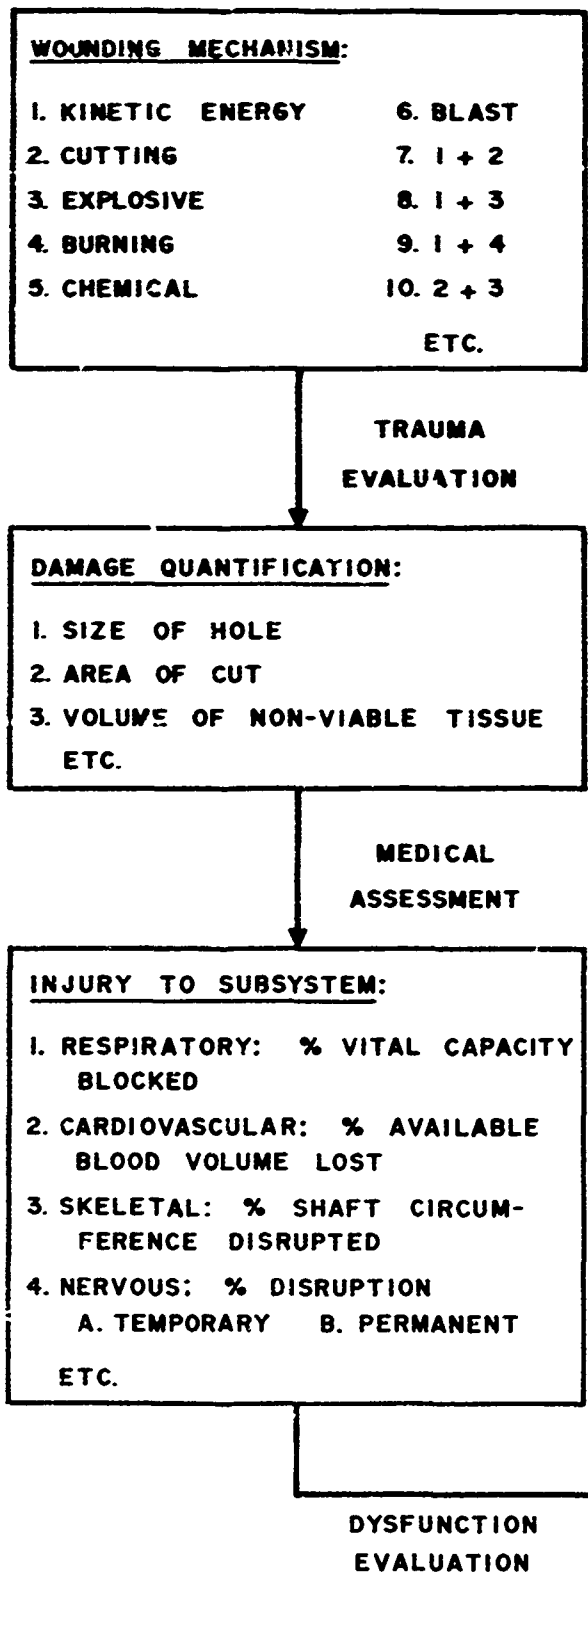 WOUNDING MECHANISM:
1. KINETIC ENERGY 6. BLAST
2. CUTTING 7. 1 + 2
3. EXPLOSIVE 8. 1 + 3
4. BURNING 9. 1 + 4
5. CHEMICAL 10. 2 + 3
ETC.
TRAUMA
EVALUATION
DAMAGE QUANTIFICATION:
1. SIZE OF HOLE
2. AREA OF CUT
3. VOLUME OF NON-VIABLE TISSUE
ETC.
MEDICAL
ASSESSMENT
INJURY TO SUBSYSTEM:
1. RESPIRATORY: % VITAL CAPACITY
BLOCKED
2. CARDIOVASCULAR: % AVAILABLE
BLOOD VOLUME LOST
3. SKELETAL: % SHAFT CIRCUM-
FERENCE DISRUPTED
4. NERVOUS: % DISRUPTION
A. TEMPORARY B. PERMANENT
ETC.
DYSFUNCTION
EVALUATION